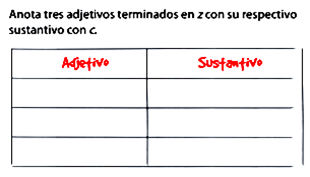 Anota tres adjetivos terminados en z con su respectivo
sustantivo con c.
Adjetivo Sustantivo